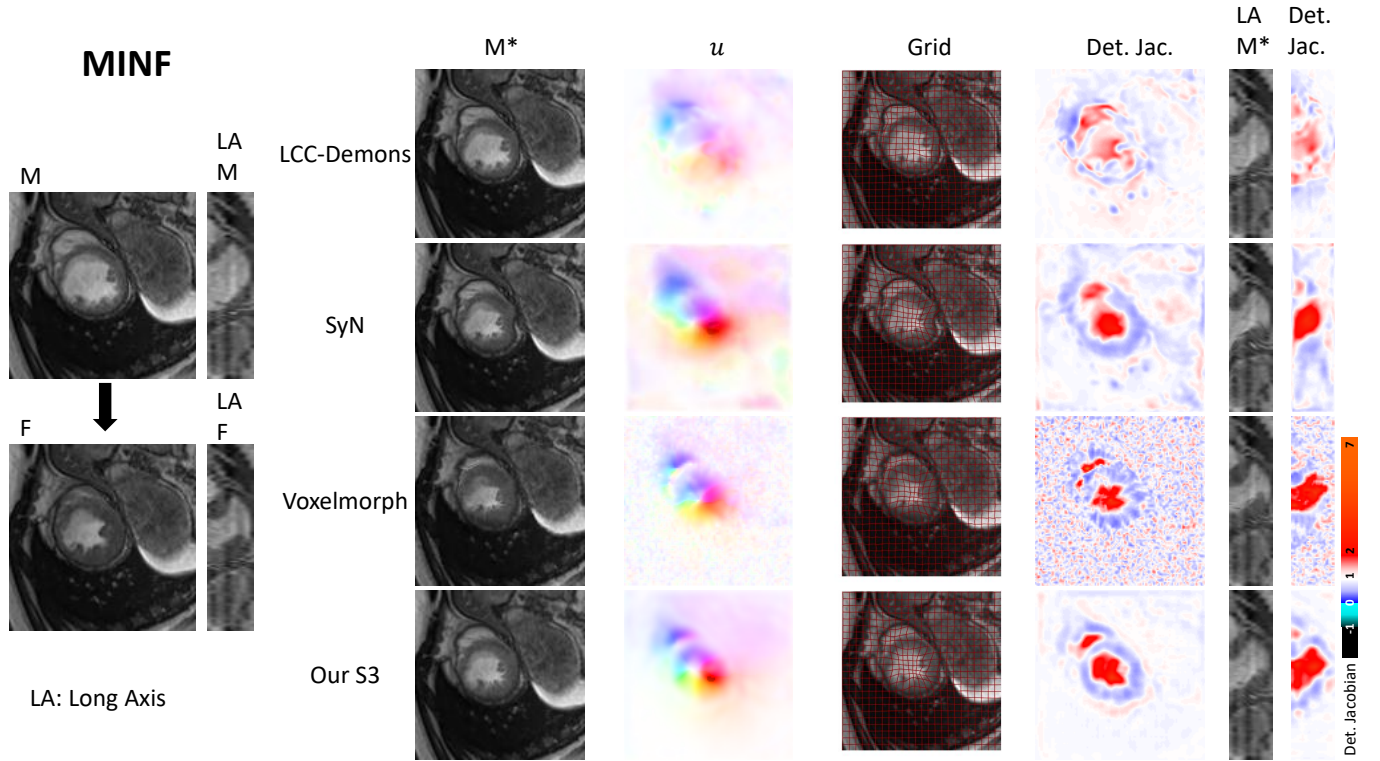 MINF
M
LA
M
F
LA
F
LA: Long Axis
M*
u
Grid
Det. Jac.
LA
M*
Det.
Jac.
LCC-Demons
SyN
Voxelmorph
Our S3
7
2
1
0
-1
Det. Jacobian